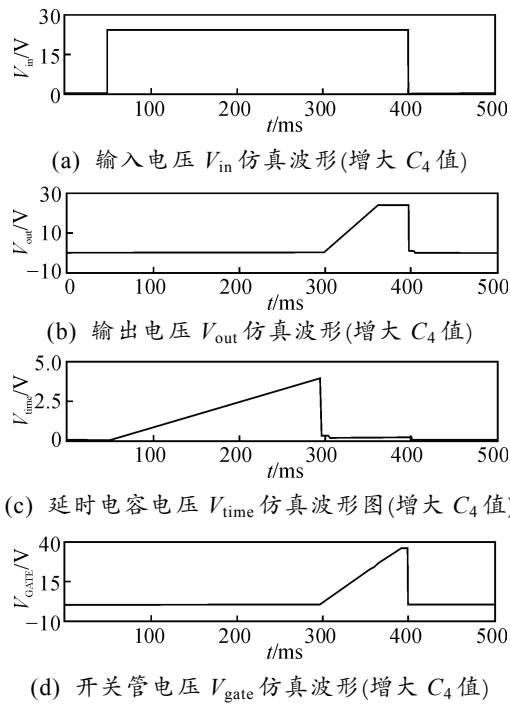 30
15
0
V_in/V
100 200 300 400 500
t/ms
(a) 输入电压 V_in 仿真波形(增大 C_4 值)
30
10
-10
V_out/V
0 100 200 300 400 500
t/ms
(b) 输出电压 V_out 仿真波形(增大 C_4 值)
5.0
2.5
0
V_time/V
100 200 300 400 500
t/ms
(c) 延时电容电压 V_time 仿真波形图(增大 C_4 值)
40
15
-10
V_GATE/V
100 200 300 400 500
t/ms
(d) 开关管电压 V_gate 仿真波形(增大 C_4 值)